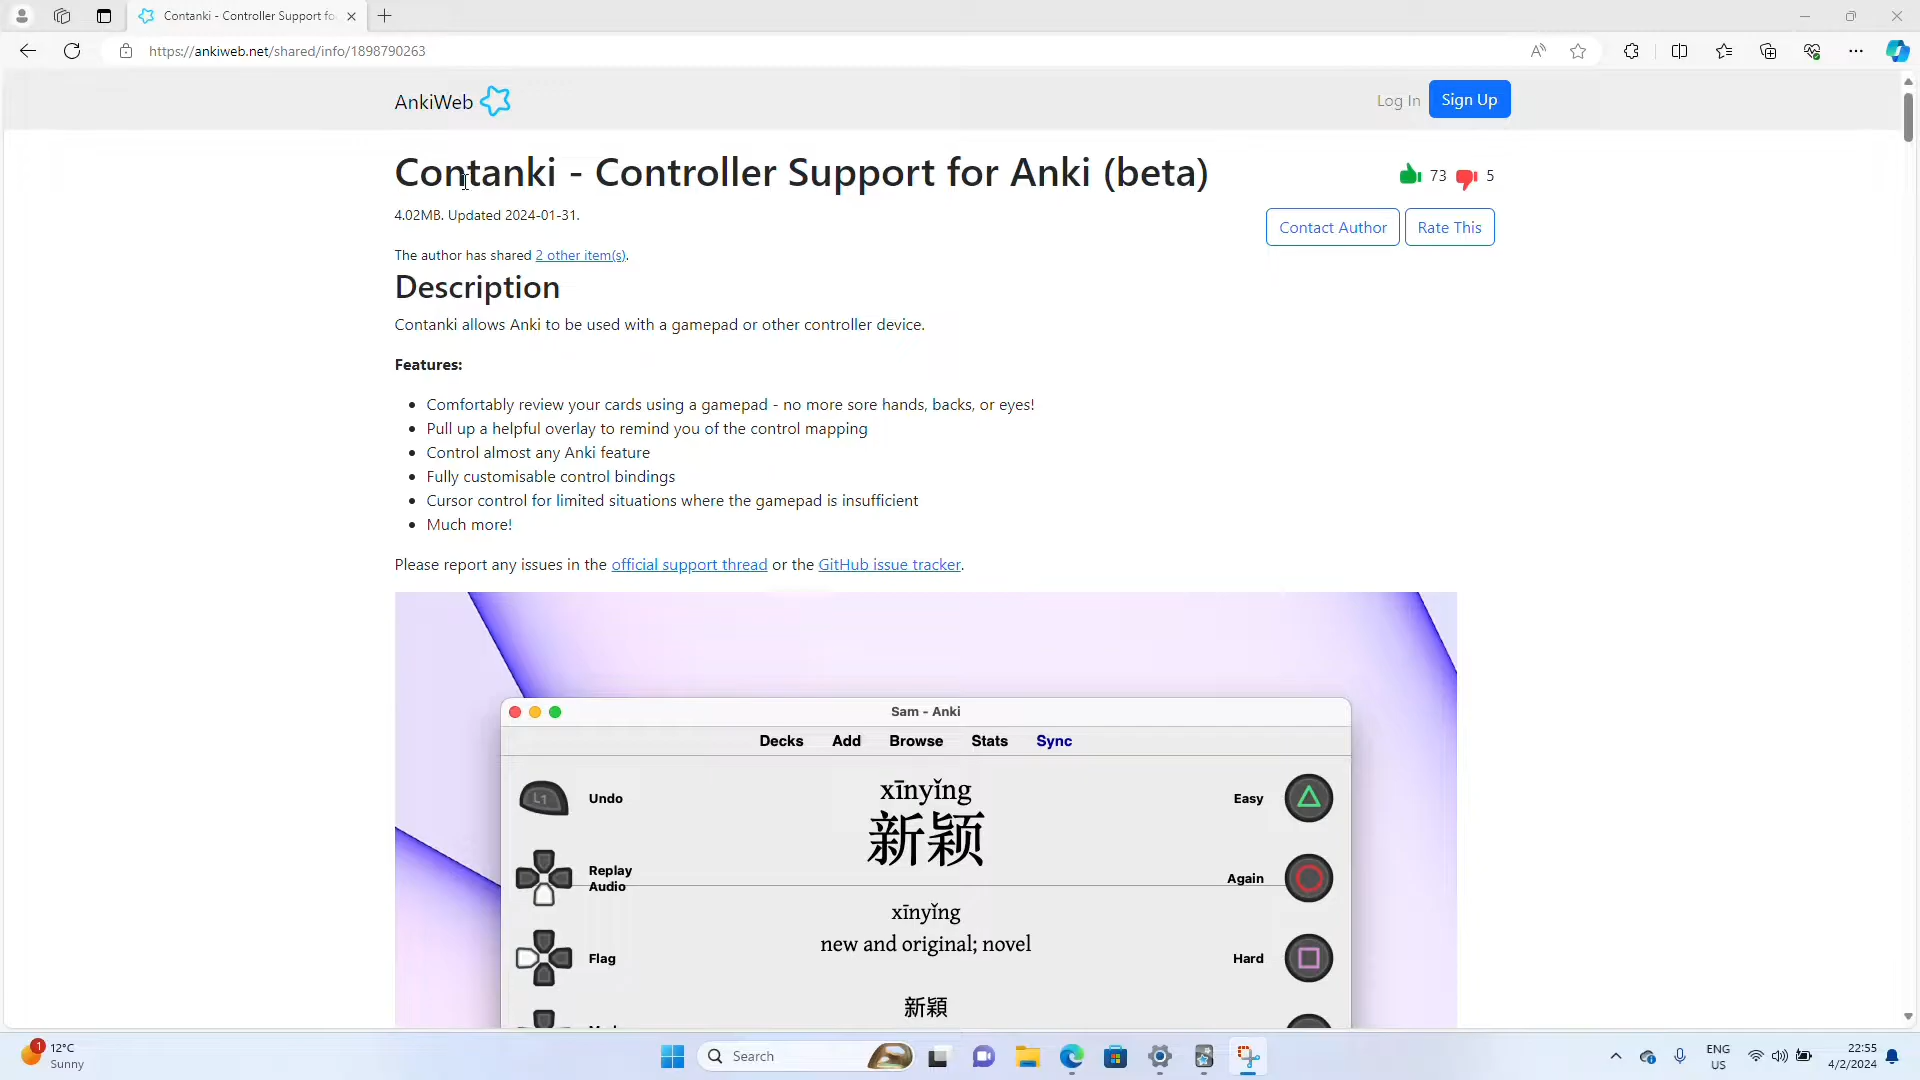 Contanki - Controller Support fo
https://ankiweb.net/shared/info/1898790263
AnkiWeb
Log In
Sign Up
Contanki - Controller Support for Anki (beta)
73
5
4.02MB. Updated 2024-01-31.
Contact Author
Rate This
The author has shared 2 other item(s).
Description
Contanki allows Anki to be used with a gamepad or other controller device.
Features:
Comfortably review your cards using a gamepad - no more sore hands, backs, or eyes!
Pull up a helpful overlay to remind you of the control mapping
Control almost any Anki feature
Fully customisable control bindings
Cursor control for limited situations where the gamepad is insufficient
Much more!
Please report any issues in the official support thread or the GitHub issue tracker.
Sam - Anki
Decks Add Browse Stats Sync
L1
Undo
xīnyǐng
Easy
新颖
Replay
Audio
Again
xīnyǐng
new and original; novel
Flag
Hard
新穎
1
12°C
Sunny
Search
ENG
US
22:55
4/2/2024